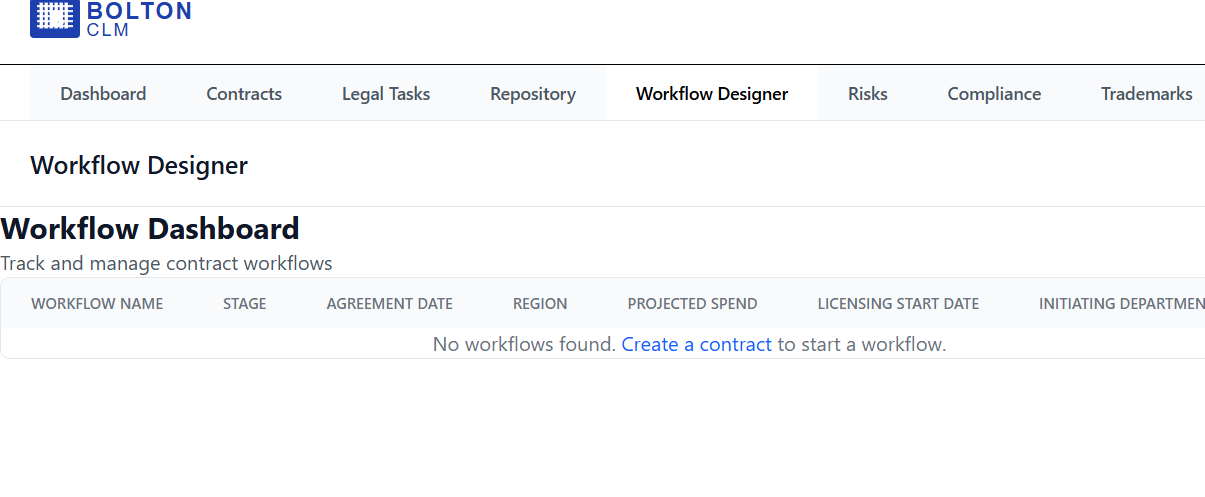 BOLTON
CLM
Dashboard Contracts Legal Tasks Repository Workflow Designer Risks Compliance Trademarks
Workflow Designer
Workflow Dashboard
Track and manage contract workflows
WORKFLOW NAME STAGE AGREEMENT DATE REGION PROJECTED SPEND LICENSING START DATE INITIATING DEPARTMEN
No workflows found. Create a contract to start a workflow.